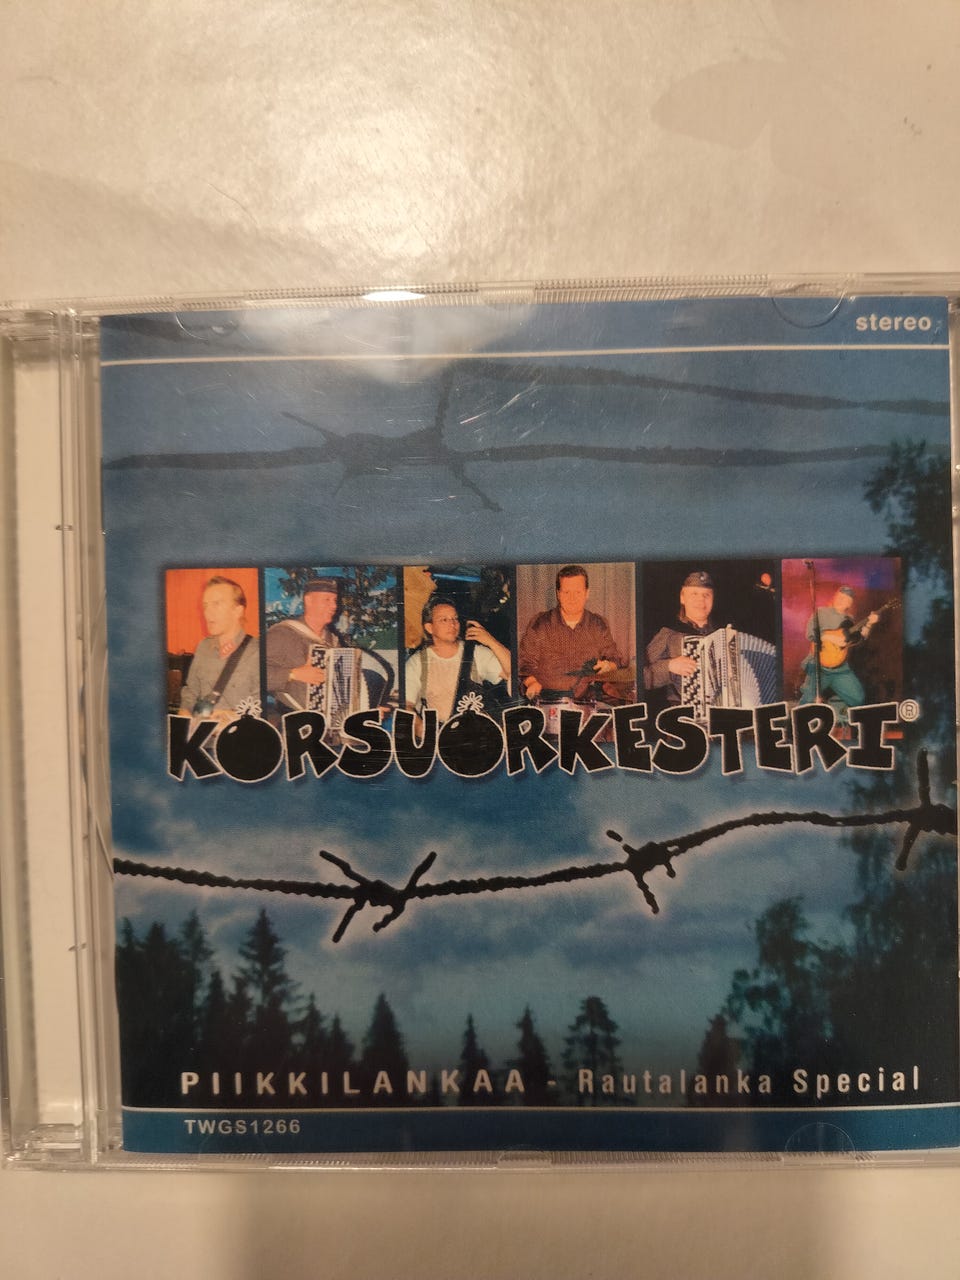 stereo
KORSUORKESTERI®
PIIKKILANKAA - Rautalanka Special
TWGS1266